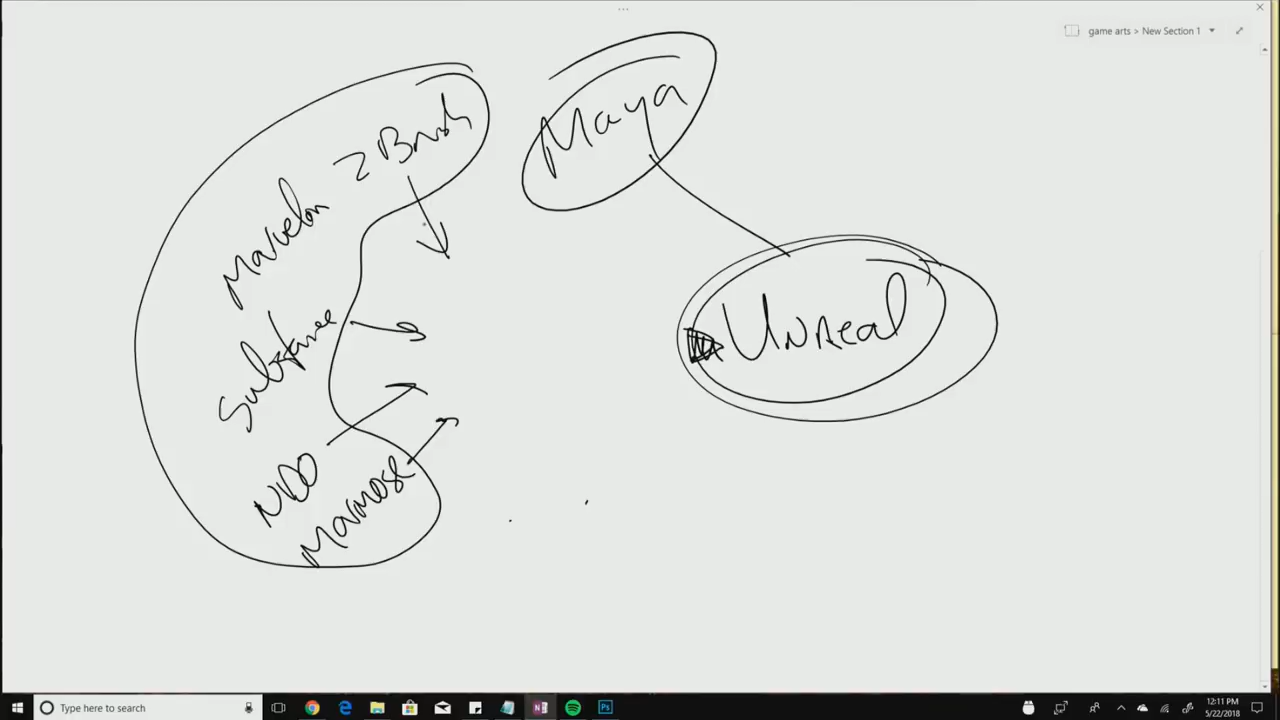 game arts > New Section 1
Maya
ZBrush
Marvelon
Substance
NDO
Marmoset
Unreal
Type here to search
12:11 PM
5/22/2018